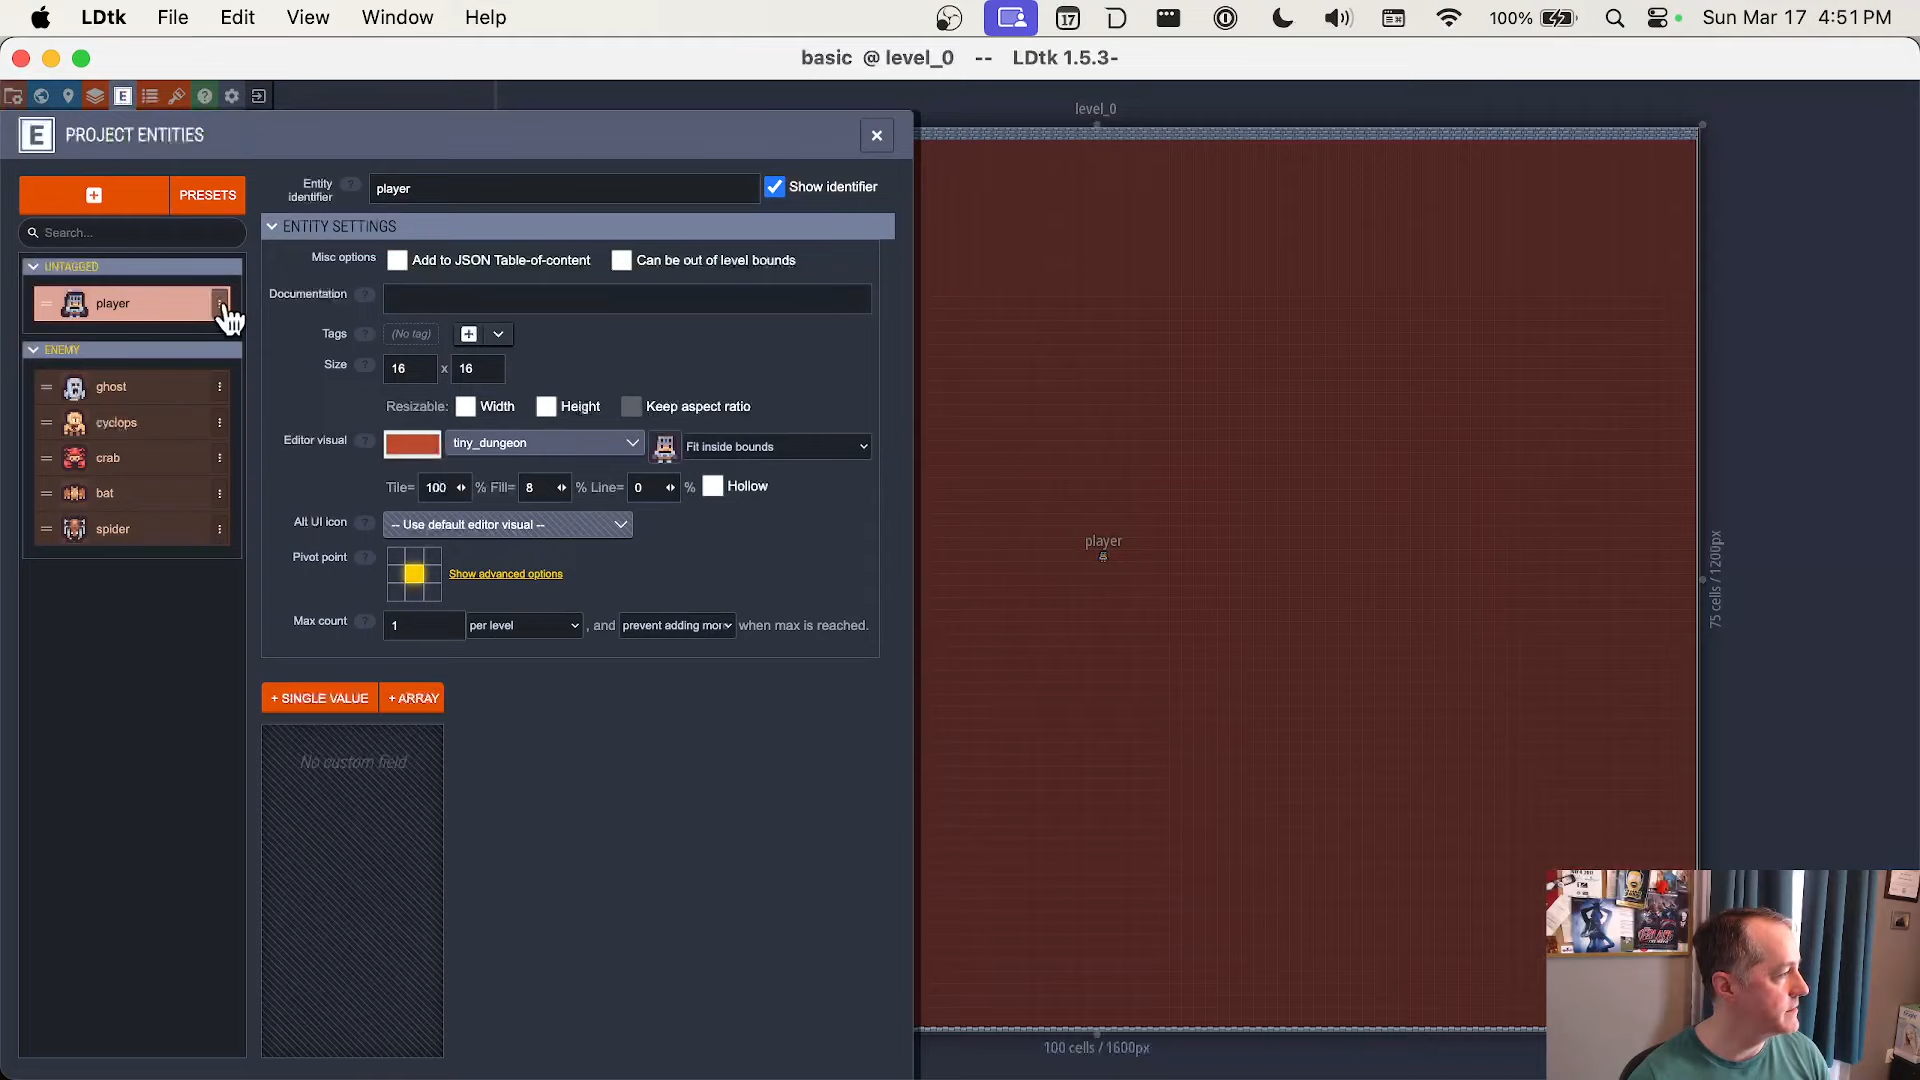 LDtk File Edit View Window Help 17 100% Sun Mar 17 4:51 PM
basic @ level_0 -- LDtk 1.5.3-
E
level_0
E PROJECT ENTITIES
PRESETS
Entity identifier ? player Show identifier
Search...
ENTITY SETTINGS
UNTAGGED
player
ENEMY
ghost
cyclops
crab
bat
spider
Misc options Add to JSON Table-of-content Can be out of level bounds
Documentation ?
Tags ? (No tag)
Size ? 16 x 16
Resizable: Width Height Keep aspect ratio
Editor visual ? tiny_dungeon Fit inside bounds
Tile= 100 % Fill= 8 % Line= 0 % Hollow
Alt UI icon ? -- Use default editor visual --
Pivot point ? Show advanced options
Max count ? 1 per level , and prevent adding mor when max is reached.
+ SINGLE VALUE + ARRAY
No custom field
player
75 cells / 1200px
100 cells / 1600px